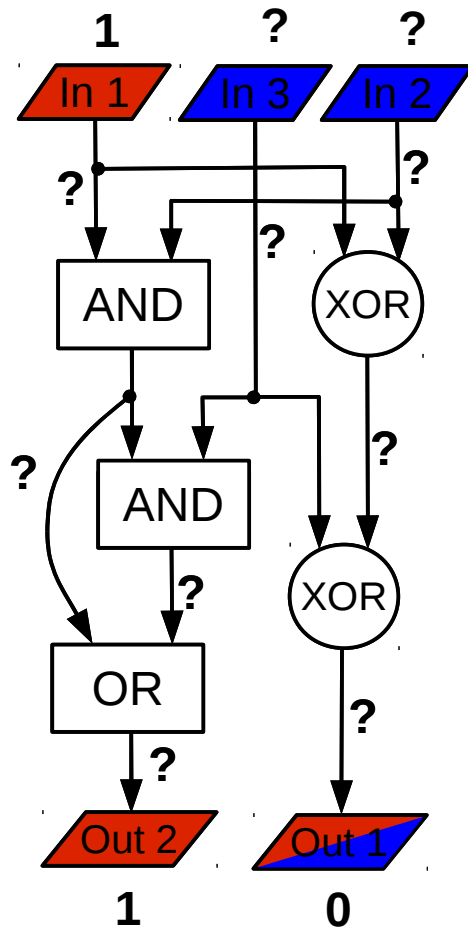 1 ? ?
In 1 In 3 In 2
? ? ?
AND XOR
? ?
AND
? XOR
OR ?
?
Out 2 Out 1
1 0